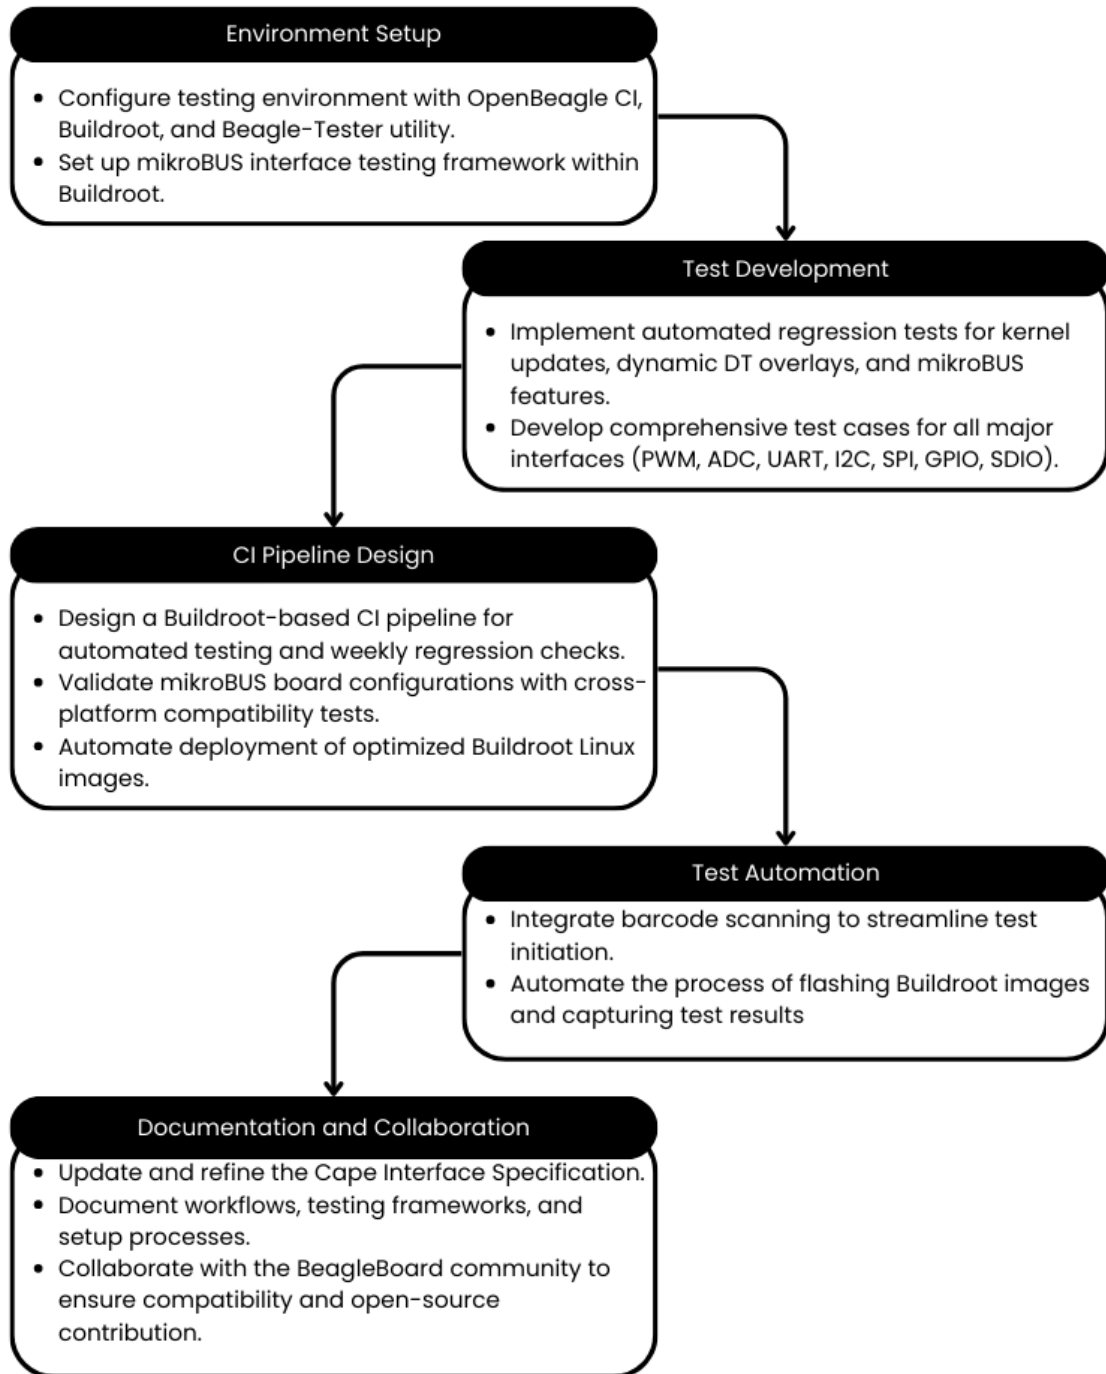 Environment Setup
• Configure testing environment with OpenBeagle CI,
Buildroot, and Beagle-Tester utility.
• Set up mikroBUS interface testing framework within
Buildroot.
Test Development
• Implement automated regression tests for kernel
updates, dynamic DT overlays, and mikroBUS
features.
• Develop comprehensive test cases for all major
interfaces (PWM, ADC, UART, I2C, SPI, GPIO, SDIO).
CI Pipeline Design
• Design a Buildroot-based CI pipeline for
automated testing and weekly regression checks.
• Validate mikroBUS board configurations with cross-
platform compatibility tests.
• Automate deployment of optimized Buildroot Linux
images.
Test Automation
• Integrate barcode scanning to streamline test
initiation.
• Automate the process of flashing Buildroot images
and capturing test results
Documentation and Collaboration
• Update and refine the Cape Interface Specification.
• Document workflows, testing frameworks, and
setup processes.
• Collaborate with the BeagleBoard community to
ensure compatibility and open-source
contribution.